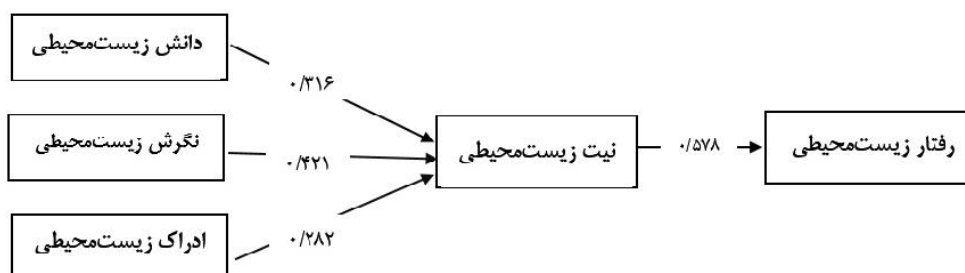 دانش زیست‌محیطی
۰/۳۱۶
نگرش زیست‌محیطی
۰/۴۲۱
نیت زیست‌محیطی
۰/۵۷۸
رفتار زیست‌محیطی
ادراک زیست‌محیطی
۰/۲۸۲